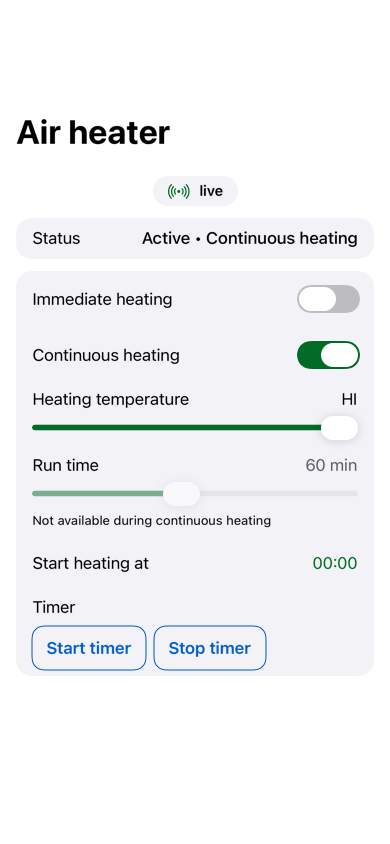 Air heater
live
Status Active • Continuous heating
Immediate heating
Continuous heating
Heating temperature HI
Run time 60 min
Not available during continuous heating
Start heating at 00:00
Timer
Start timer Stop timer